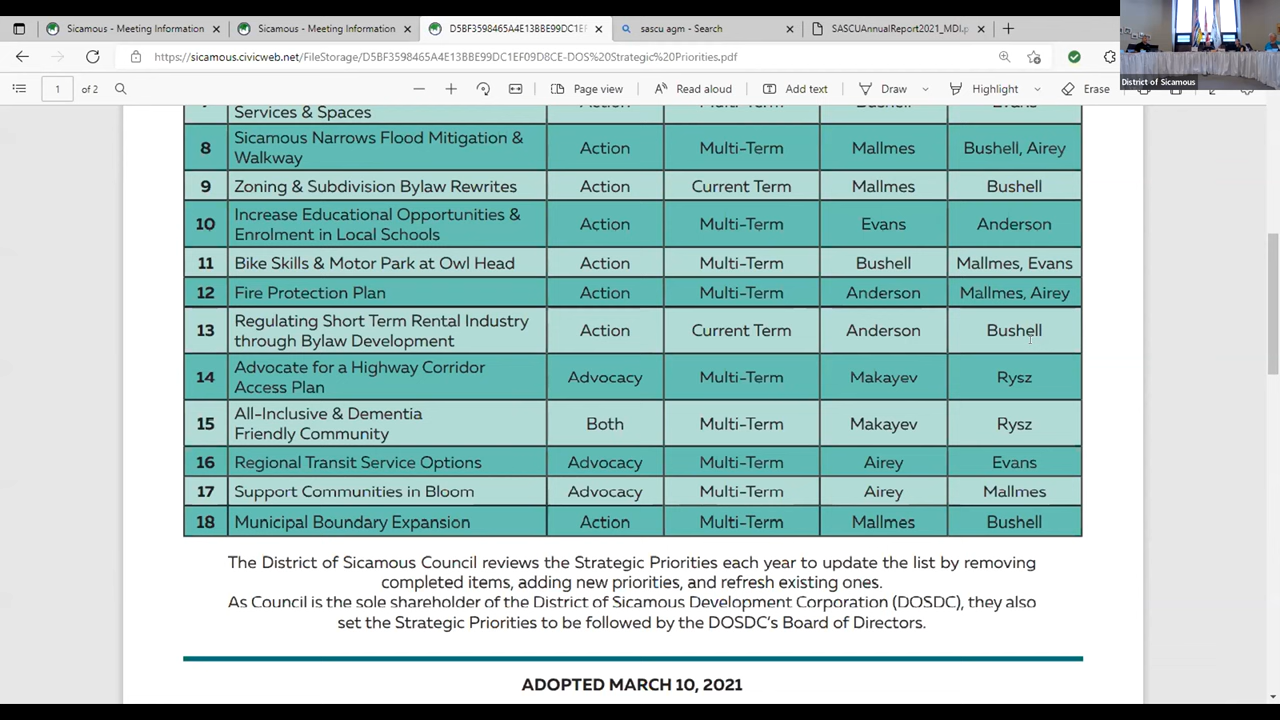 Sicamous - Meeting Information
Sicamous - Meeting Information
D5BF3598465A4E13BBE99DC1EF
sascu agm - Search
SASCUAnnualReport2021_MDI.p
https://sicamous.civicweb.net/FileStorage/D5BF3598465A4E13BBE99DC1EF09D8CE-DOS%20Strategic%20Priorities.pdf
District of Sicamous
1 of 2 Page view Read aloud Add text Draw Highlight Erase
Services & Spaces Action Multi-Term Bushell Evans
8 Sicamous Narrows Flood Mitigation & Walkway Action Multi-Term Mallmes Bushell, Airey
9 Zoning & Subdivision Bylaw Rewrites Action Current Term Mallmes Bushell
10 Increase Educational Opportunities & Enrolment in Local Schools Action Multi-Term Evans Anderson
11 Bike Skills & Motor Park at Owl Head Action Multi-Term Bushell Mallmes, Evans
12 Fire Protection Plan Action Multi-Term Anderson Mallmes, Airey
13 Regulating Short Term Rental Industry through Bylaw Development Action Current Term Anderson Bushell
14 Advocate for a Highway Corridor Access Plan Advocacy Multi-Term Makayev Rysz
15 All-Inclusive & Dementia Friendly Community Both Multi-Term Makayev Rysz
16 Regional Transit Service Options Advocacy Multi-Term Airey Evans
17 Support Communities in Bloom Advocacy Multi-Term Airey Mallmes
18 Municipal Boundary Expansion Action Multi-Term Mallmes Bushell
The District of Sicamous Council reviews the Strategic Priorities each year to update the list by removing
completed items, adding new priorities, and refresh existing ones.
As Council is the sole shareholder of the District of Sicamous Development Corporation (DOSDC), they also
set the Strategic Priorities to be followed by the DOSDC's Board of Directors.
ADOPTED MARCH 10, 2021